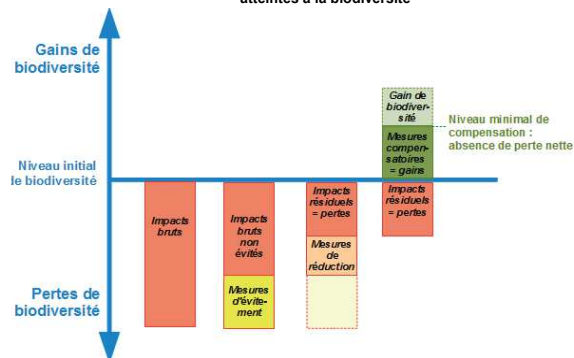 atteintes à la biodiversité
Gains de
biodiversité
Niveau initial
de biodiversité
Pertes de
biodiversité
Impacts
bruts
Impacts
bruts
non
évités
Mesures
d'évite-
ment
Impacts
résiduels
= pertes
Mesures
de
réduction
Gain de
biodiver-
sité
Mesures
compen-
satoires
= gains
Impacts
résiduels
= pertes
Niveau minimal de
compensation :
absence de perte nette